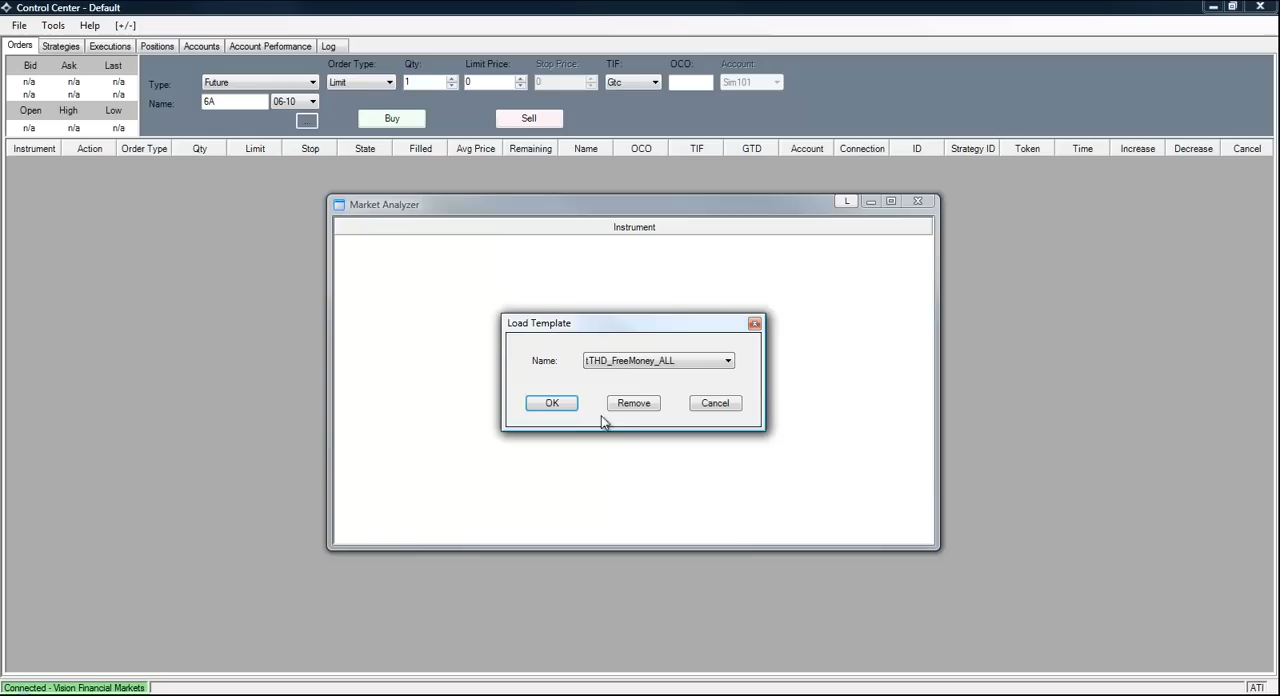 Control Center - Default
File Tools Help [+/-]
Orders Strategies Executions Positions Accounts Account Performance Log
Bid Ask Last
n/a n/a n/a
n/a n/a n/a
Open High Low
n/a n/a n/a
Order Type: Qty: Limit Price: Stop Price: TIF: OCO: Account:
Type: Future Limit 1 0 0 Gtc Sim101
Name: 6A 06-10
...
Buy Sell
Instrument Action Order Type Qty Limit Stop State Filled Avg Price Remaining Name OCO TIF GTD Account Connection ID Strategy ID Token Time Increase Decrease Cancel
Market Analyzer L
Instrument
Load Template
Name: tTHD_FreeMoney_ALL
OK Remove Cancel
Connected - Vision Financial Markets ATI